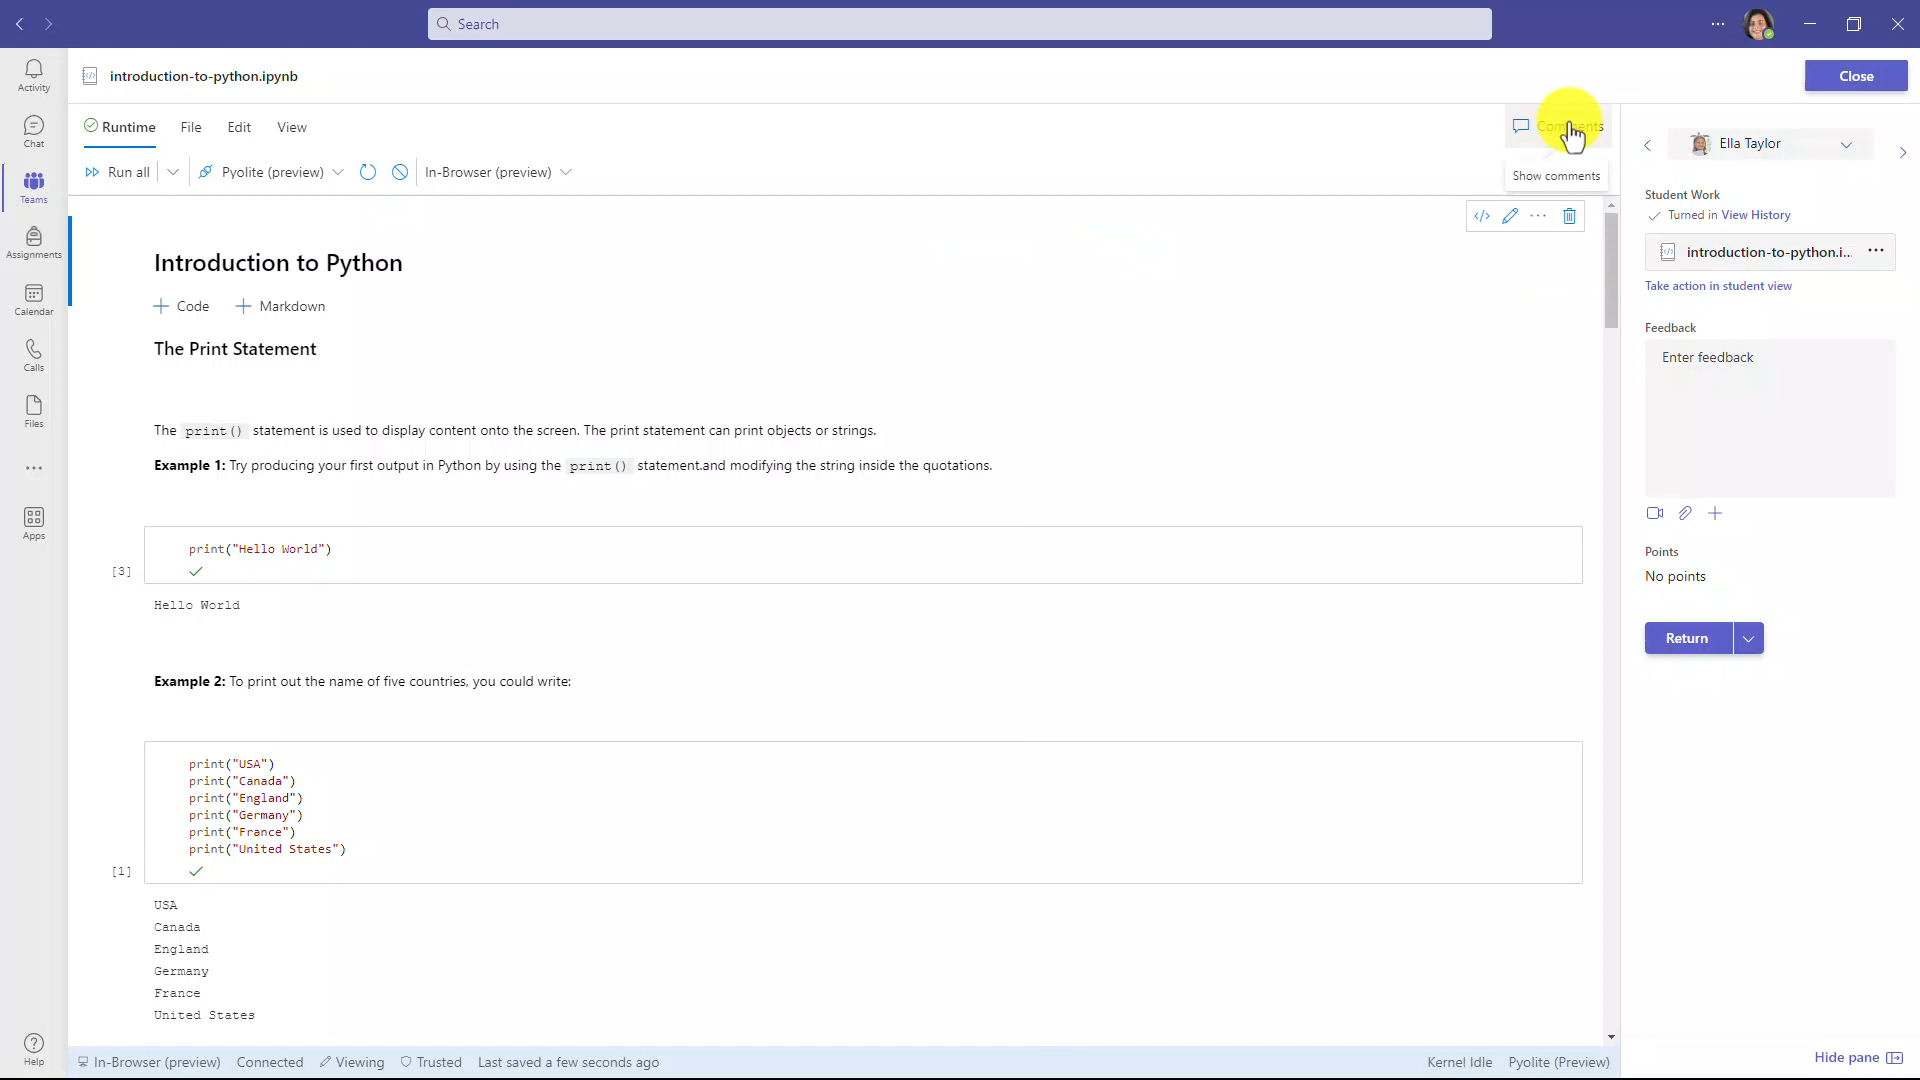 Search
Activity
Chat
Teams
Assignments
Calendar
Calls
Files
Apps
Help
introduction-to-python.ipynb
Close
Runtime File Edit View
Comments
Run all Pyolite (preview) In-Browser (preview)
Show comments
Introduction to Python
Code Markdown
The Print Statement
The print() statement is used to display content onto the screen. The print statement can print objects or strings.
Example 1: Try producing your first output in Python by using the print() statement.and modifying the string inside the quotations.
print("Hello World")
[3]
Hello World
Example 2: To print out the name of five countries, you could write:
print("USA")
print("Canada")
print("England")
print("Germany")
print("France")
print("United States")
[1]
USA
Canada
England
Germany
France
United States
In-Browser (preview) Connected Viewing Trusted Last saved a few seconds ago Kernel Idle Pyolite (Preview)
Ella Taylor
Student Work
Turned in View History
introduction-to-python.i...
Take action in student view
Feedback
Enter feedback
Points
No points
Return
Hide pane